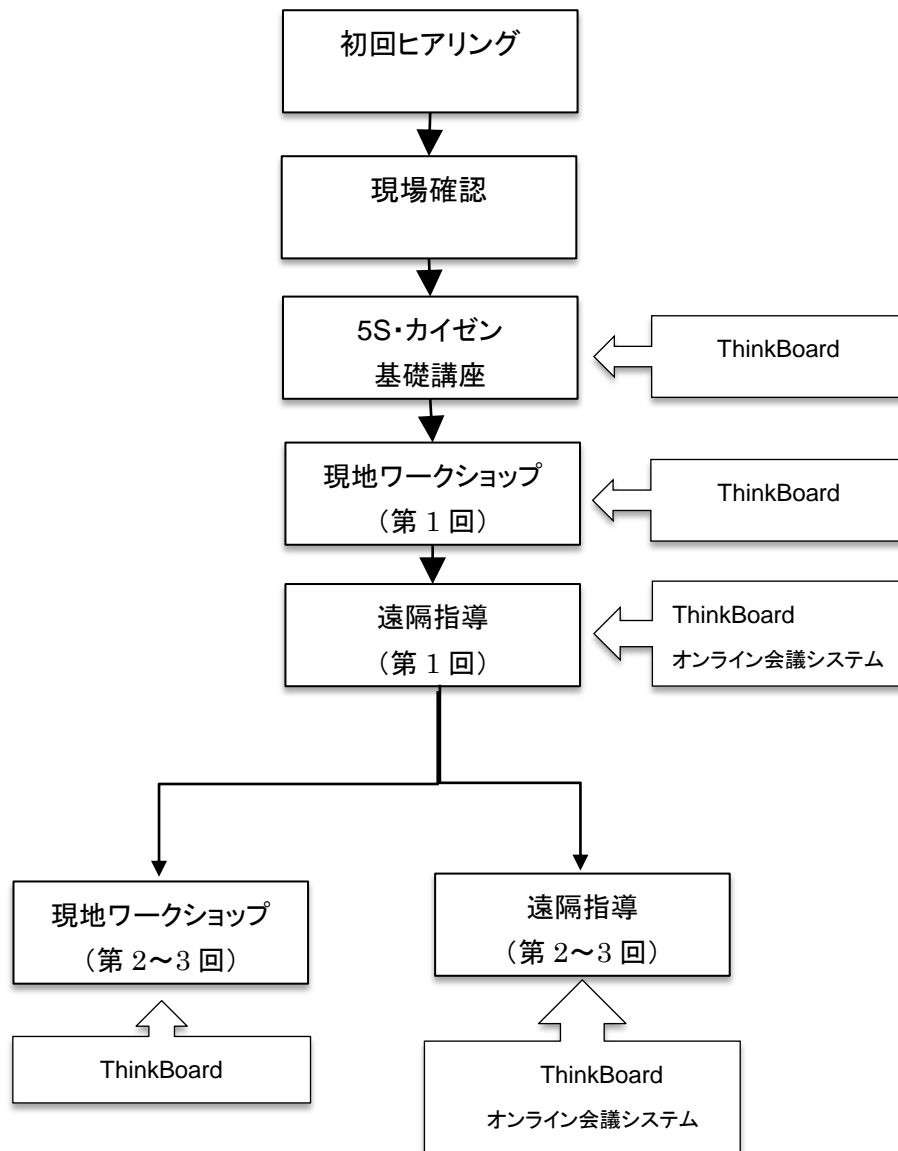 初回ヒアリング
現場確認
5S・カイゼン
基礎講座
ThinkBoard
現地ワークショップ
（第 1 回）
ThinkBoard
遠隔指導
（第 1 回）
ThinkBoard
オンライン会議システム
現地ワークショップ
（第 2～3 回）
遠隔指導
（第 2～3 回）
ThinkBoard
ThinkBoard
オンライン会議システム